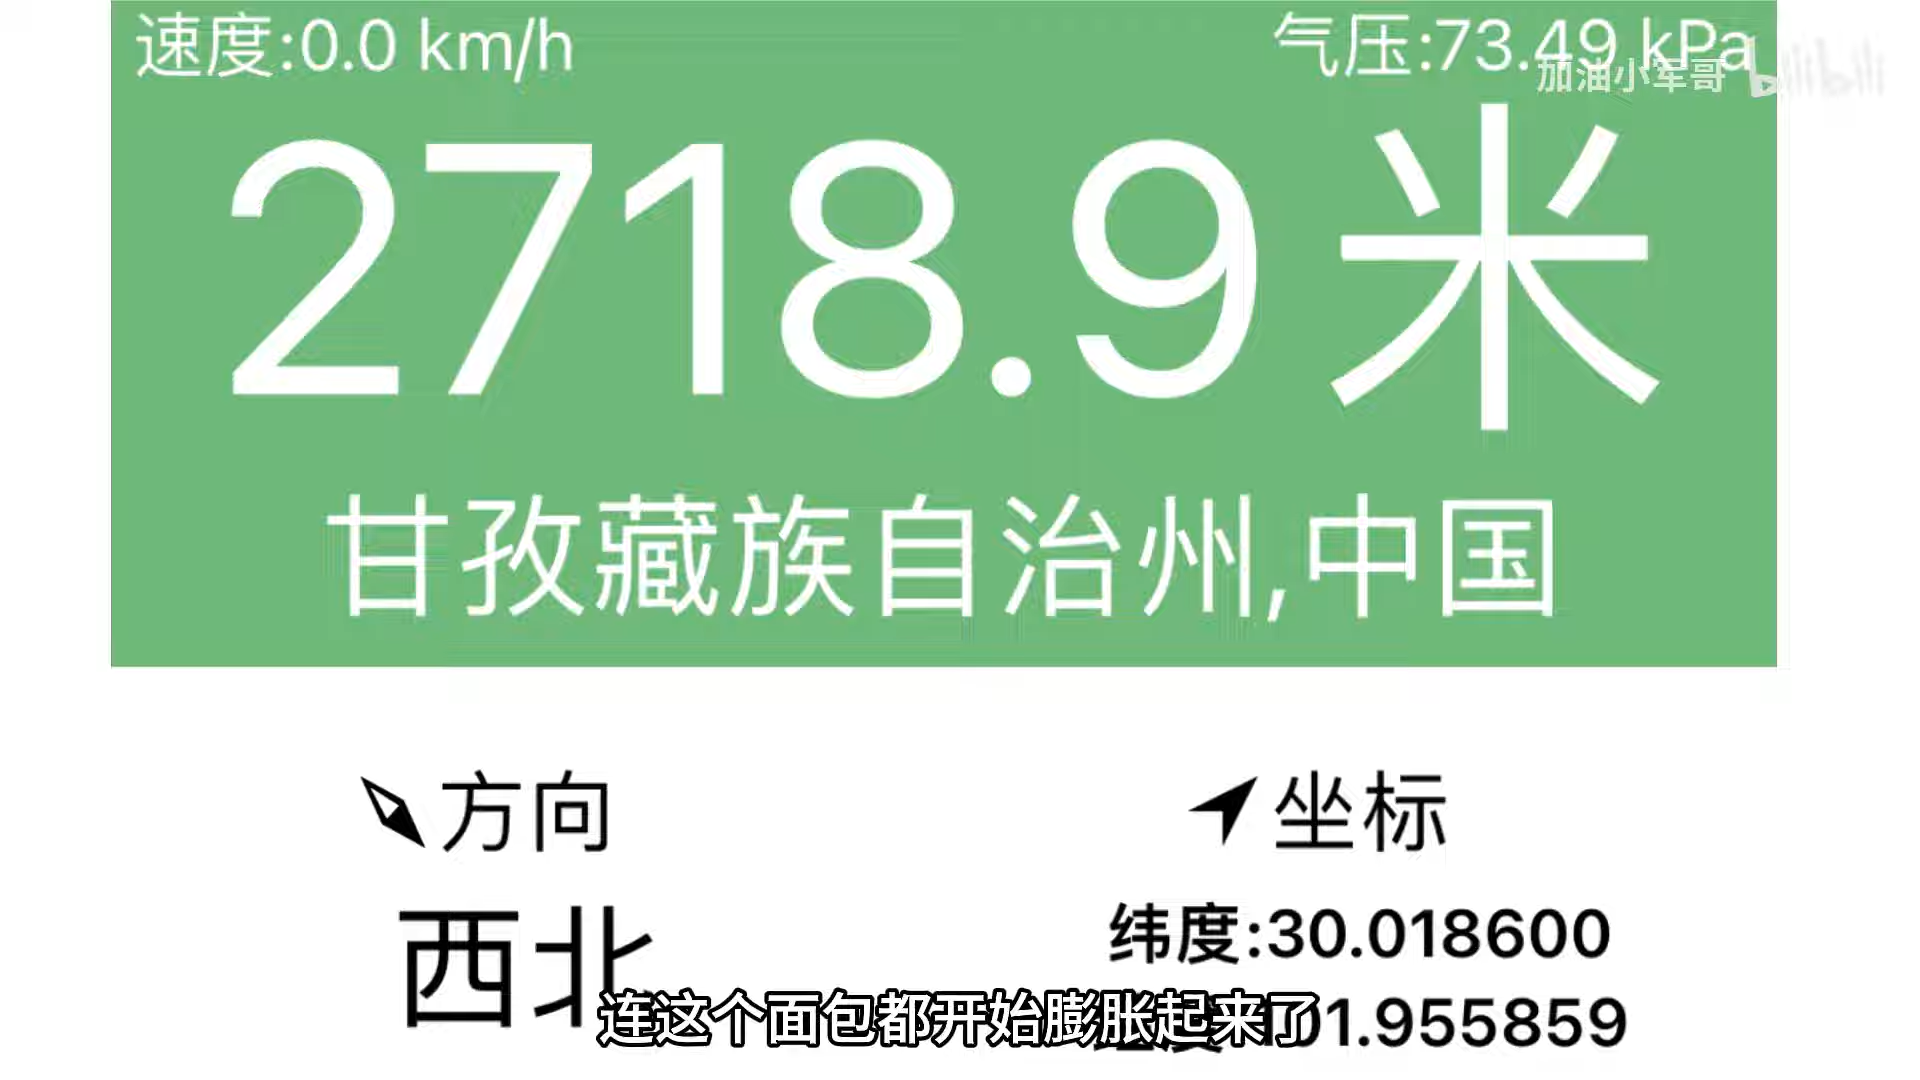 速度:0.0 km/h
气压:73.49 kPa
加油小军哥 bilibili
2718.9米
甘孜藏族自治州,中国
方向
坐标
西北
纬度:30.018600
101.955859
连这个面包都开始膨胀起来了